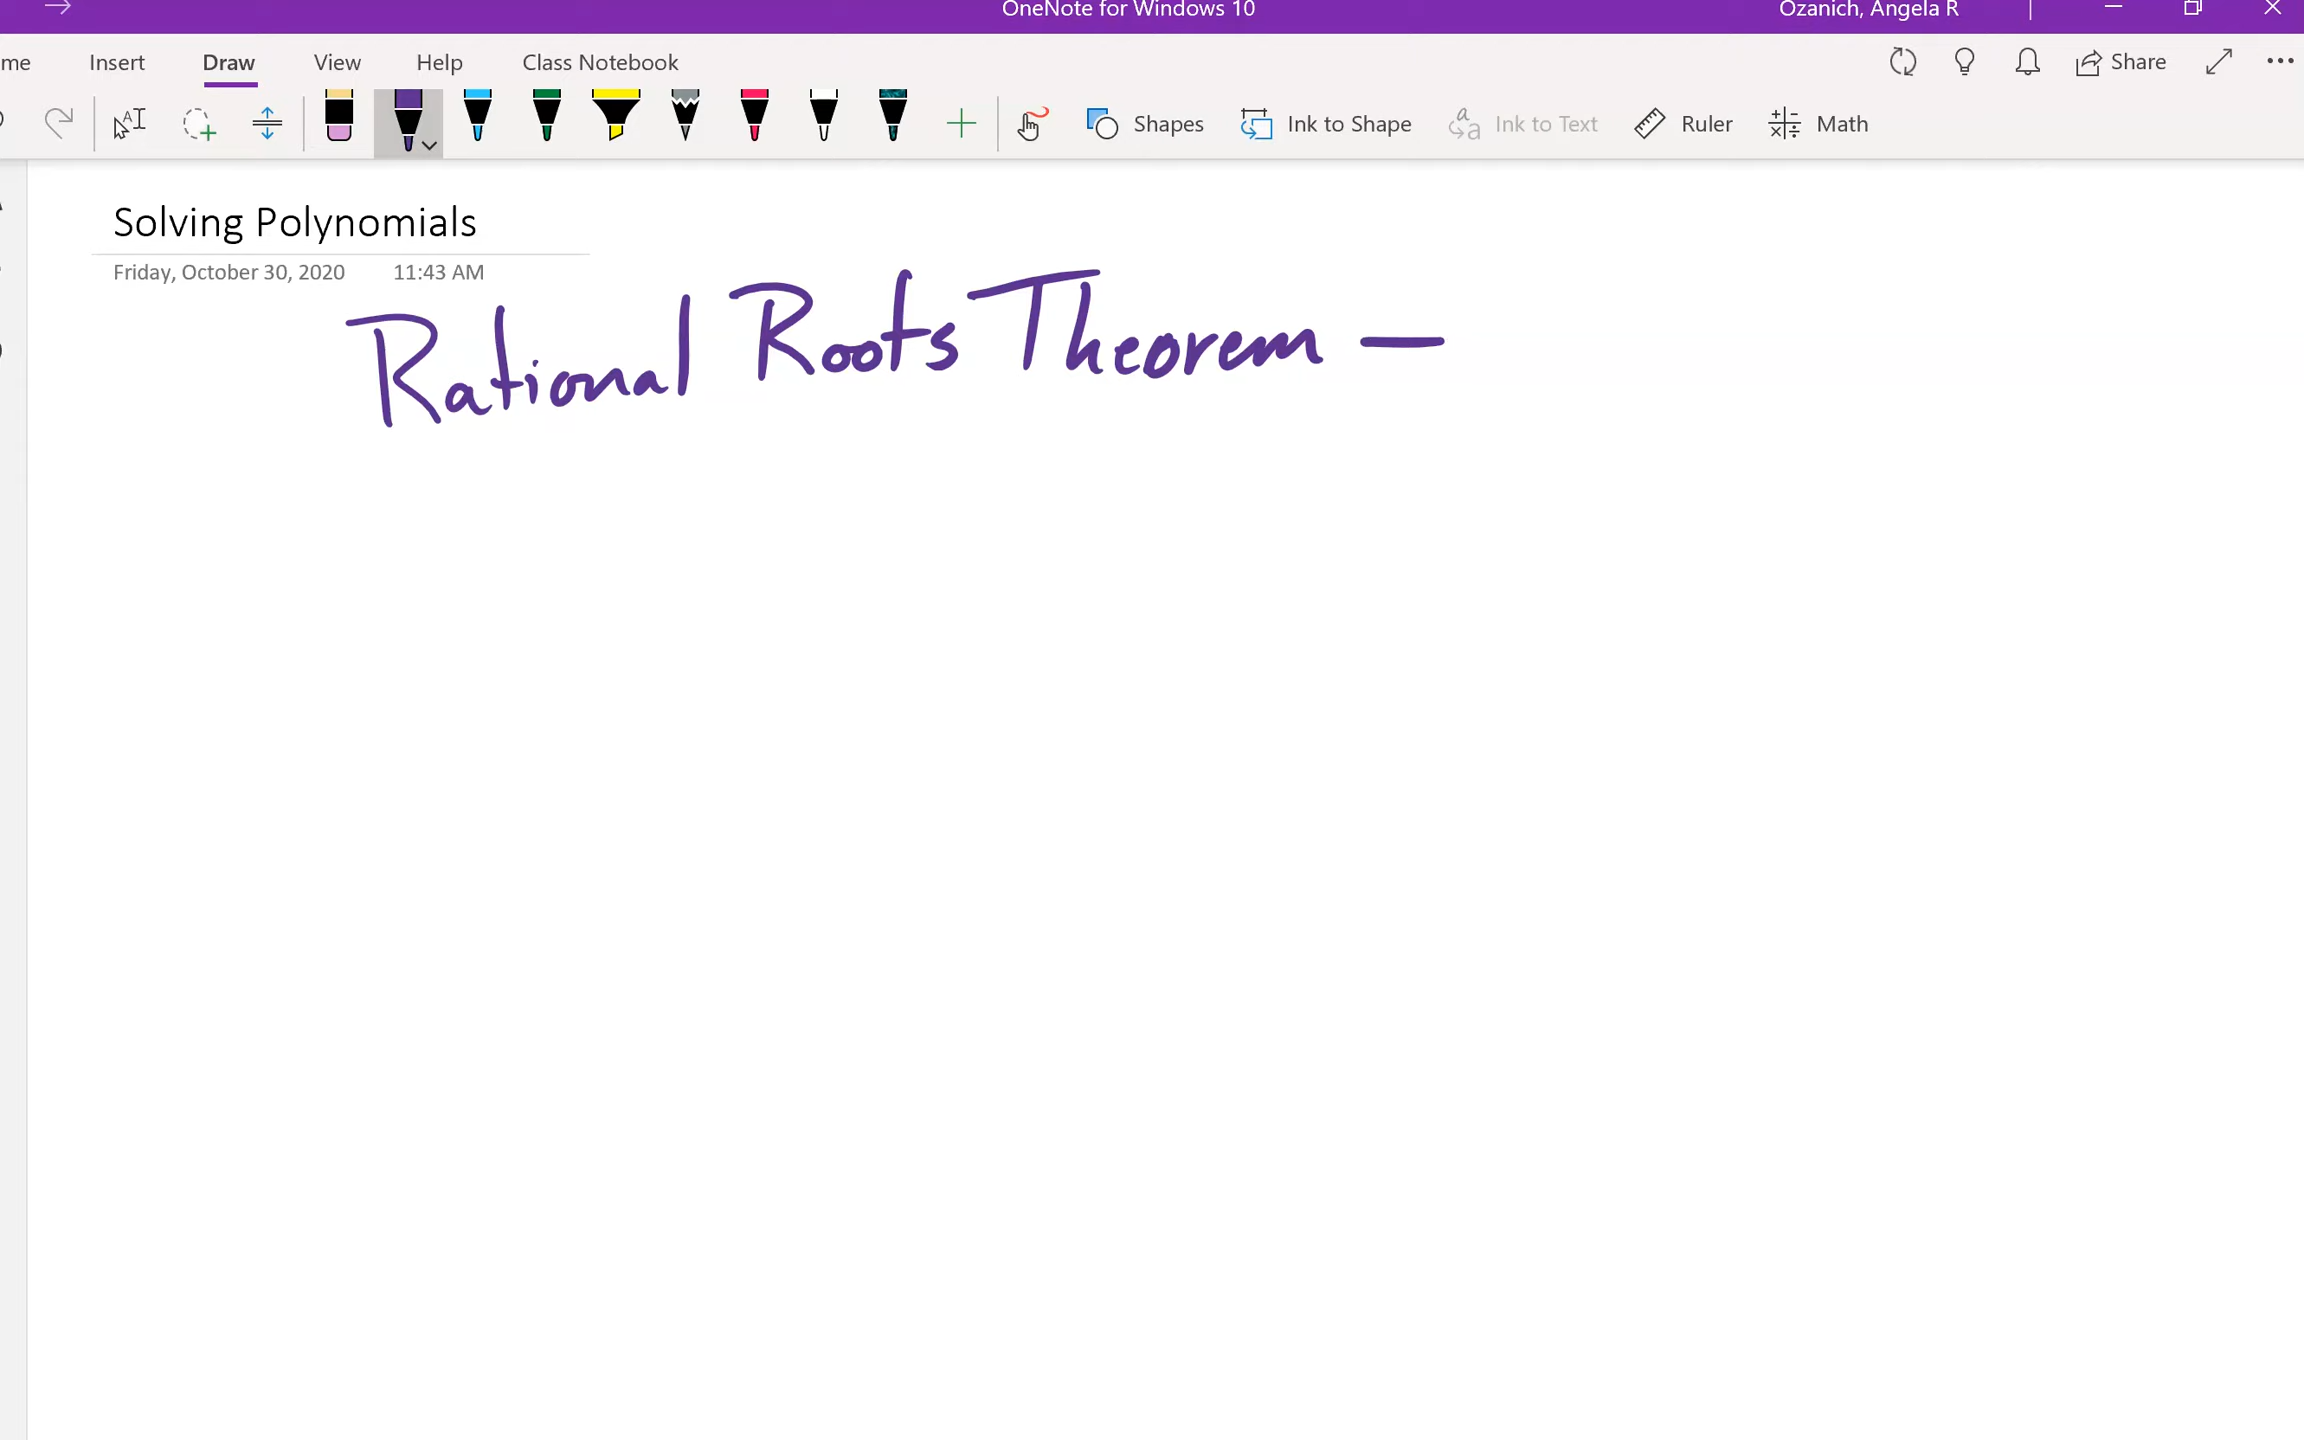 OneNote for Windows 10 Ozanich, Angela R
me Insert Draw View Help Class Notebook Share
Shapes Ink to Shape Ink to Text Ruler Math
Solving Polynomials
Friday, October 30, 2020 11:43 AM
Rational Roots Theorem —